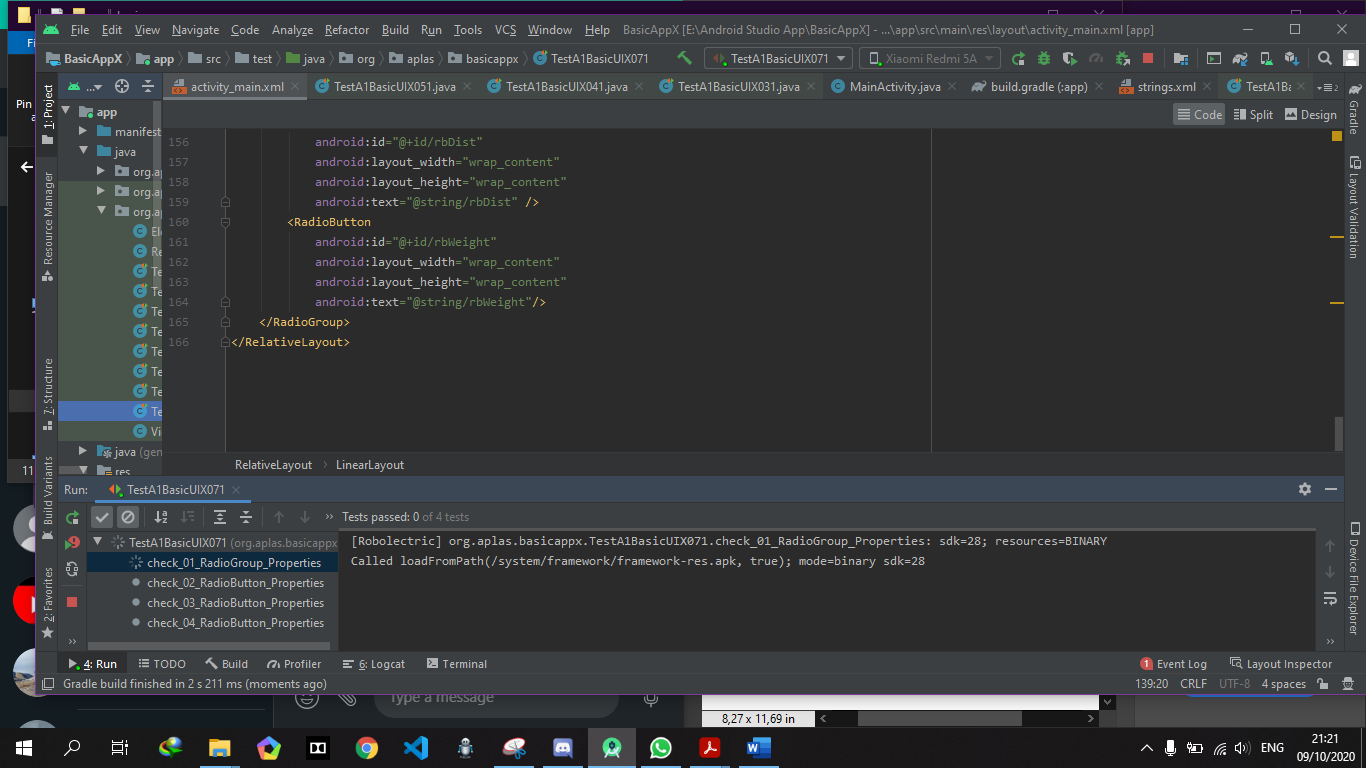 Fi
File Edit View Navigate Code Analyze Refactor Build Run Tools VCS Window Help BasicAppX [E:\Android Studio App\BasicAppX] - ...\app\src\main\res\layout\activity_main.xml [app]
BasicAppX app src test java org aplas basicappx TestA1BasicUIX071 TestA1BasicUIX071 Xiaomi Redmi 5A
activity_main.xml TestA1BasicUIX051.java TestA1BasicUIX041.java TestA1BasicUIX031.java MainActivity.java build.gradle (:app) strings.xml TestA1Ba
Code Split Design
Pin
1: Project
Resource Manager
7: Structure
Build Variants
2: Favorites
app
manifest
java
org.a
org.a
org.a
El
Re
Te
Te
Te
Te
Te
Te
Te
Te
Vi
java (gen
res
11
156 android:id="@+id/rbDist"
157 android:layout_width="wrap_content"
158 android:layout_height="wrap_content"
159 android:text="@string/rbDist" />
160 <RadioButton
161 android:id="@+id/rbWeight"
162 android:layout_width="wrap_content"
163 android:layout_height="wrap_content"
164 android:text="@string/rbWeight"/>
165 </RadioGroup>
166 </RelativeLayout>
RelativeLayout LinearLayout
Gradle
Layout Validation
Device File Explorer
Run: TestA1BasicUIX071
Tests passed: 0 of 4 tests
TestA1BasicUIX071 (org.aplas.basicappx
check_01_RadioGroup_Properties
check_02_RadioButton_Properties
check_03_RadioButton_Properties
check_04_RadioButton_Properties
[Robolectric] org.aplas.basicappx.TestA1BasicUIX071.check_01_RadioGroup_Properties: sdk=28; resources=BINARY
Called loadFromPath(/system/framework/framework-res.apk, true); mode=binary sdk=28
4: Run TODO Build Profiler 6: Logcat Terminal 1 Event Log Layout Inspector
Gradle build finished in 2 s 211 ms (moments ago) 139:20 CRLF UTF-8 4 spaces
Type a message
8,27 x 11,69 in
ENG
21:21
09/10/2020